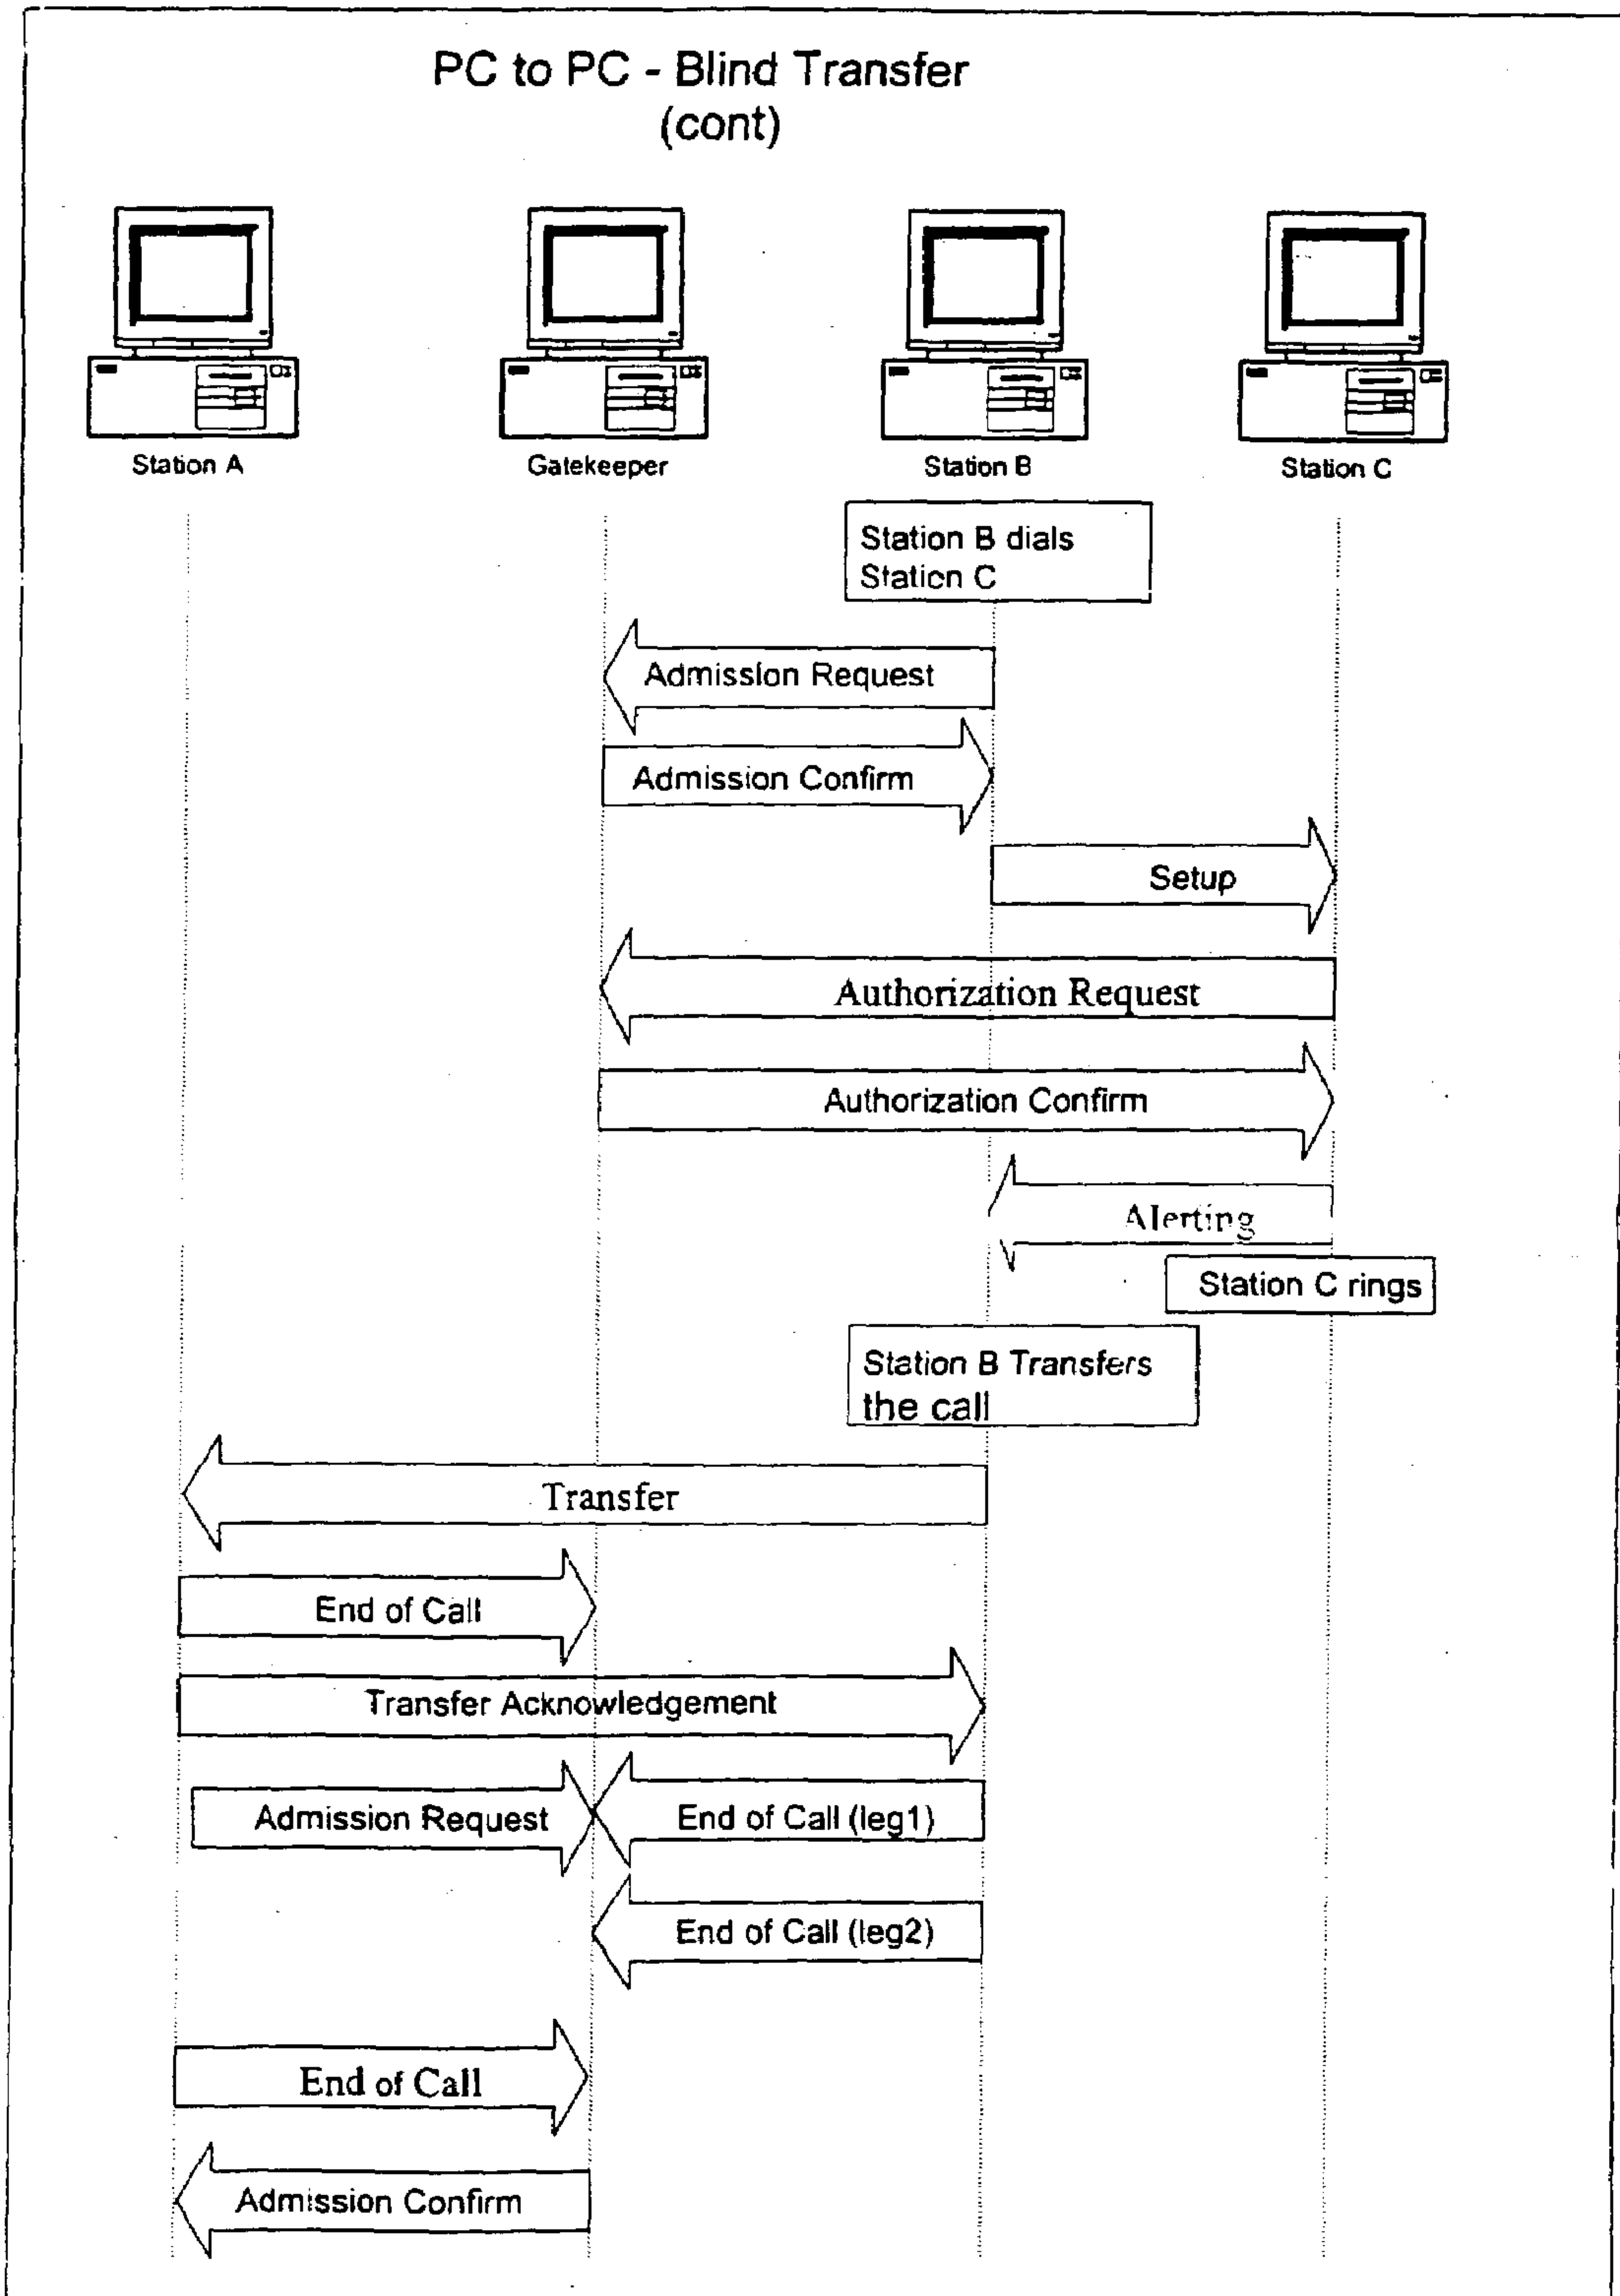 PC to PC - Blind Transfer
(cont)
Station A
Gatekeeper
Station B
Station C
Station B dials
Station C
Admission Request
Admission Confirm
Setup
Authorization Request
Authorization Confirm
Alerting
Station C rings
Station B Transfers
the call
Transfer
End of Call
Transfer Acknowledgement
Admission Request
End of Call (leg1)
End of Call (leg2)
End of Call
Admission Confirm